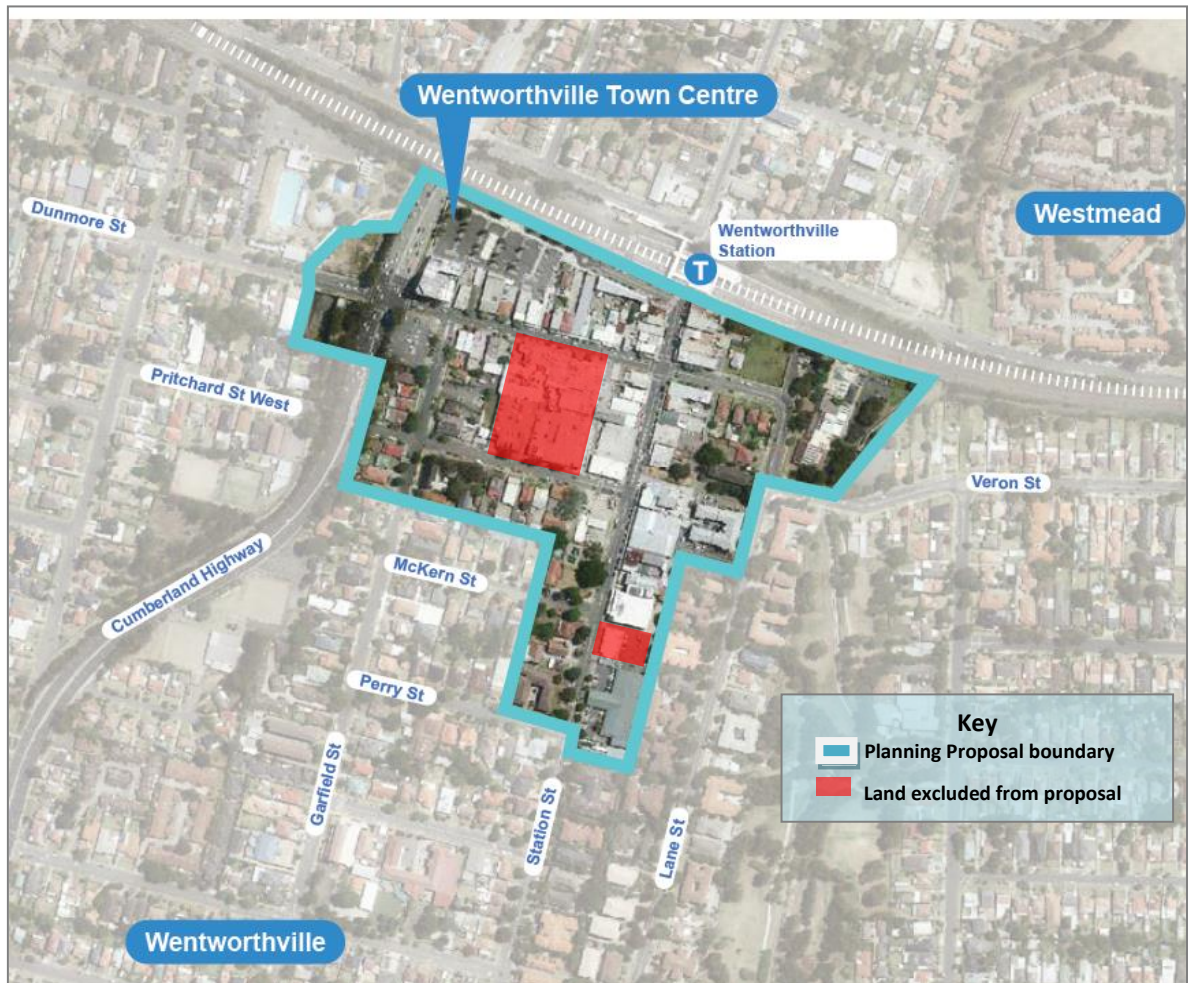 Wentworthville Town Centre
Westmead
Dunmore St
Wentworthville
Station
T
Pritchard St West
Veron St
Cumberland Highway
McKern St
Perry St
Garfield St
Station St
Lane St
Key
Planning Proposal boundary
Land excluded from proposal
Wentworthville